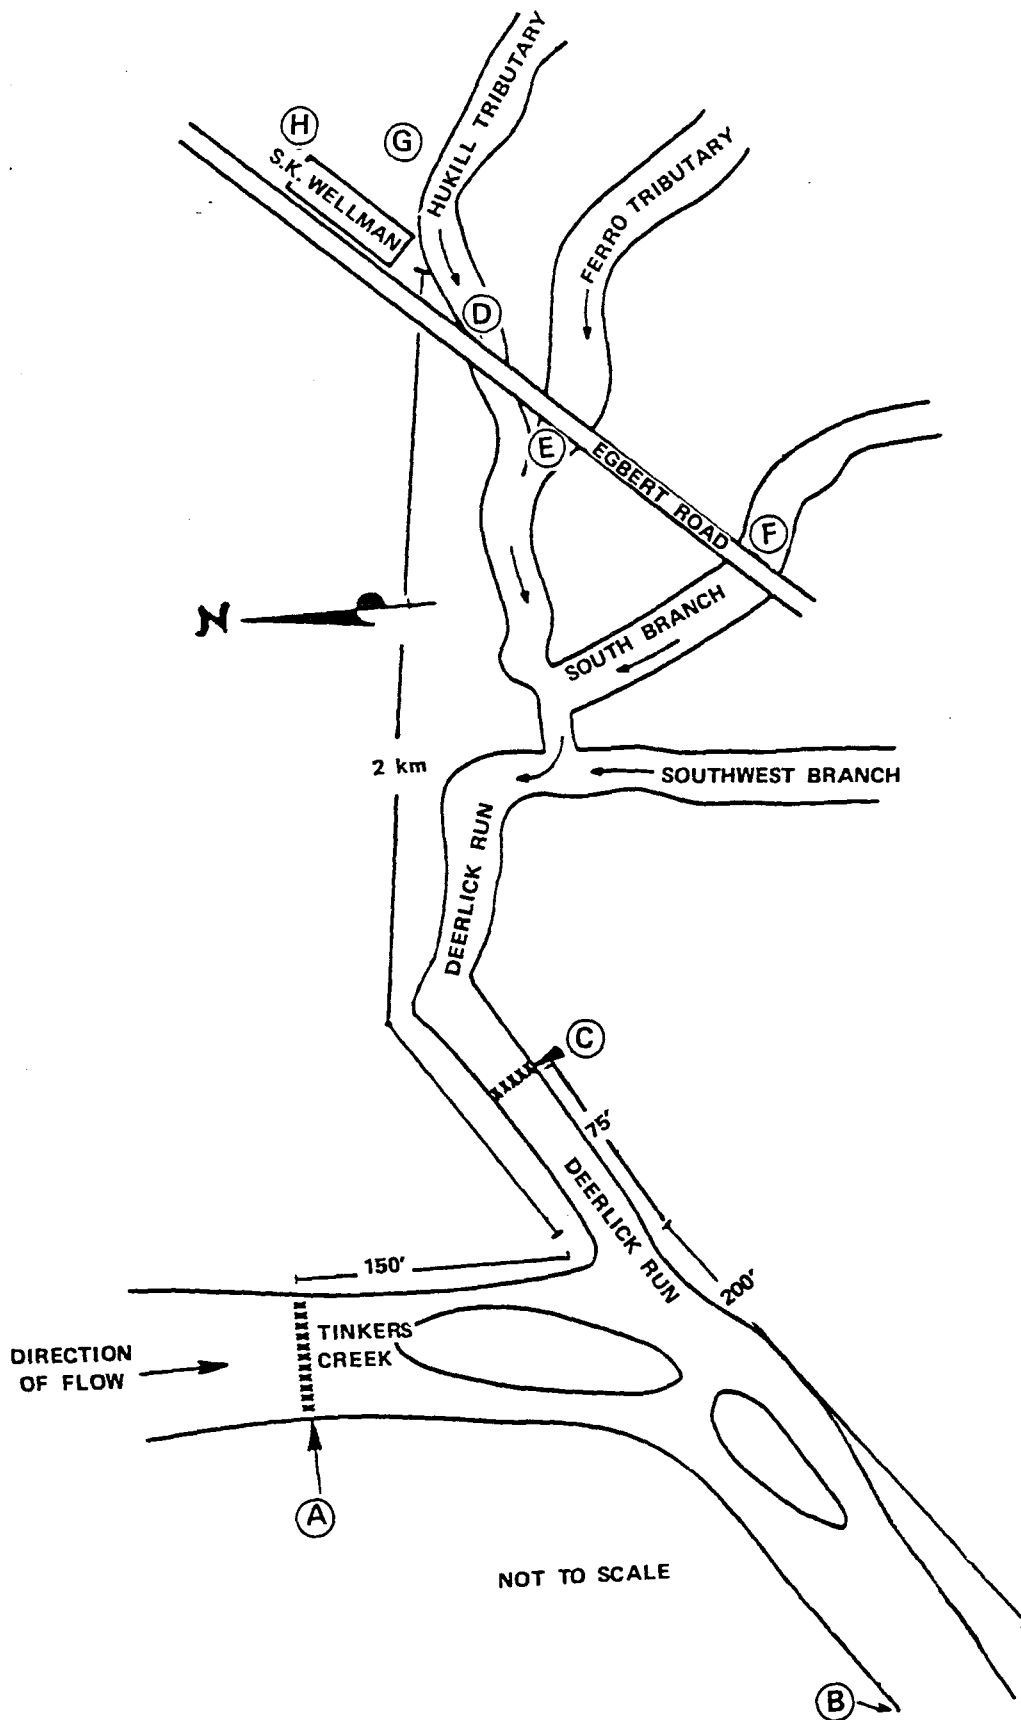 HUKILL TRIBUTARY
H
G
S.K. WELLMAN
FERRO TRIBUTARY
D
E
EGBERT ROAD
F
N
SOUTH BRANCH
2 km
SOUTHWEST BRANCH
DEERLICK RUN
C
75'
DEERLICK RUN
150'
200'
TINKERS
CREEK
DIRECTION
OF FLOW
A
NOT TO SCALE
B